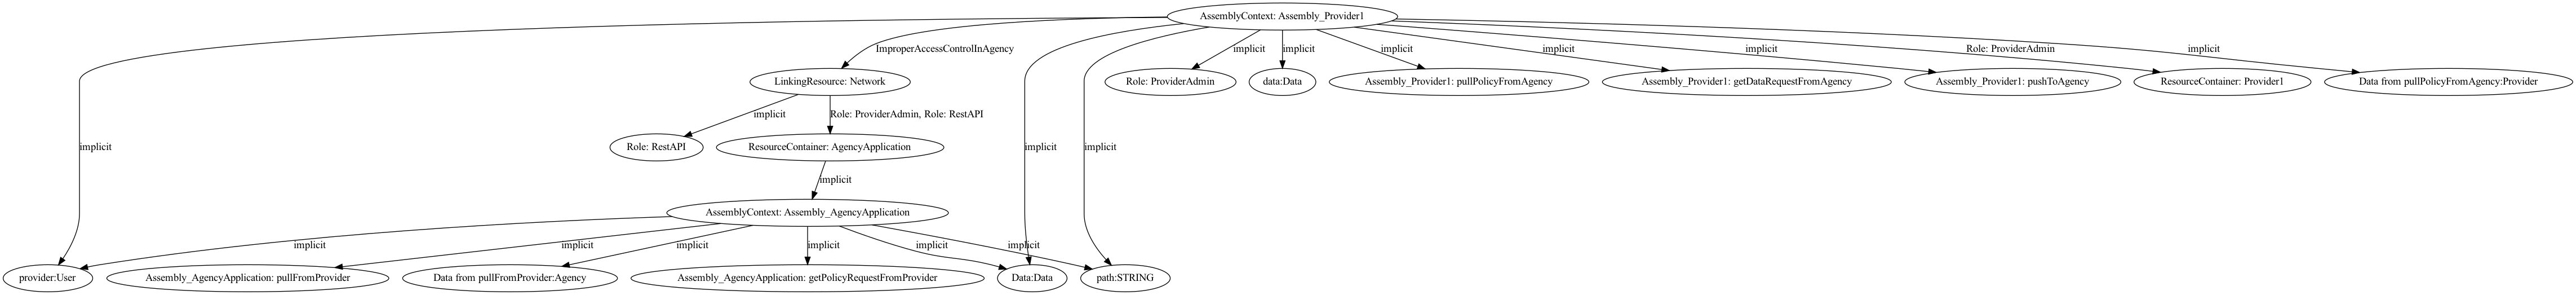 AssemblyContext: Assembly_Provider1
ImproperAccessControlInAgency
implicit
implicit
implicit
implicit
implicit
Role: ProviderAdmin
implicit
LinkingResource: Network
Role: ProviderAdmin
data:Data
Assembly_Provider1: pullPolicyFromAgency
Assembly_Provider1: getDataRequestFromAgency
Assembly_Provider1: pushToAgency
ResourceContainer: Provider1
Data from pullPolicyFromAgency:Provider
implicit
Role: ProviderAdmin, Role: RestAPI
implicit
Role: RestAPI
ResourceContainer: AgencyApplication
implicit
implicit
implicit
AssemblyContext: Assembly_AgencyApplication
implicit
implicit
implicit
implicit
implicit
implicit
provider:User
Assembly_AgencyApplication: pullFromProvider
Data from pullFromProvider:Agency
Assembly_AgencyApplication: getPolicyRequestFromProvider
Data:Data
path:STRING